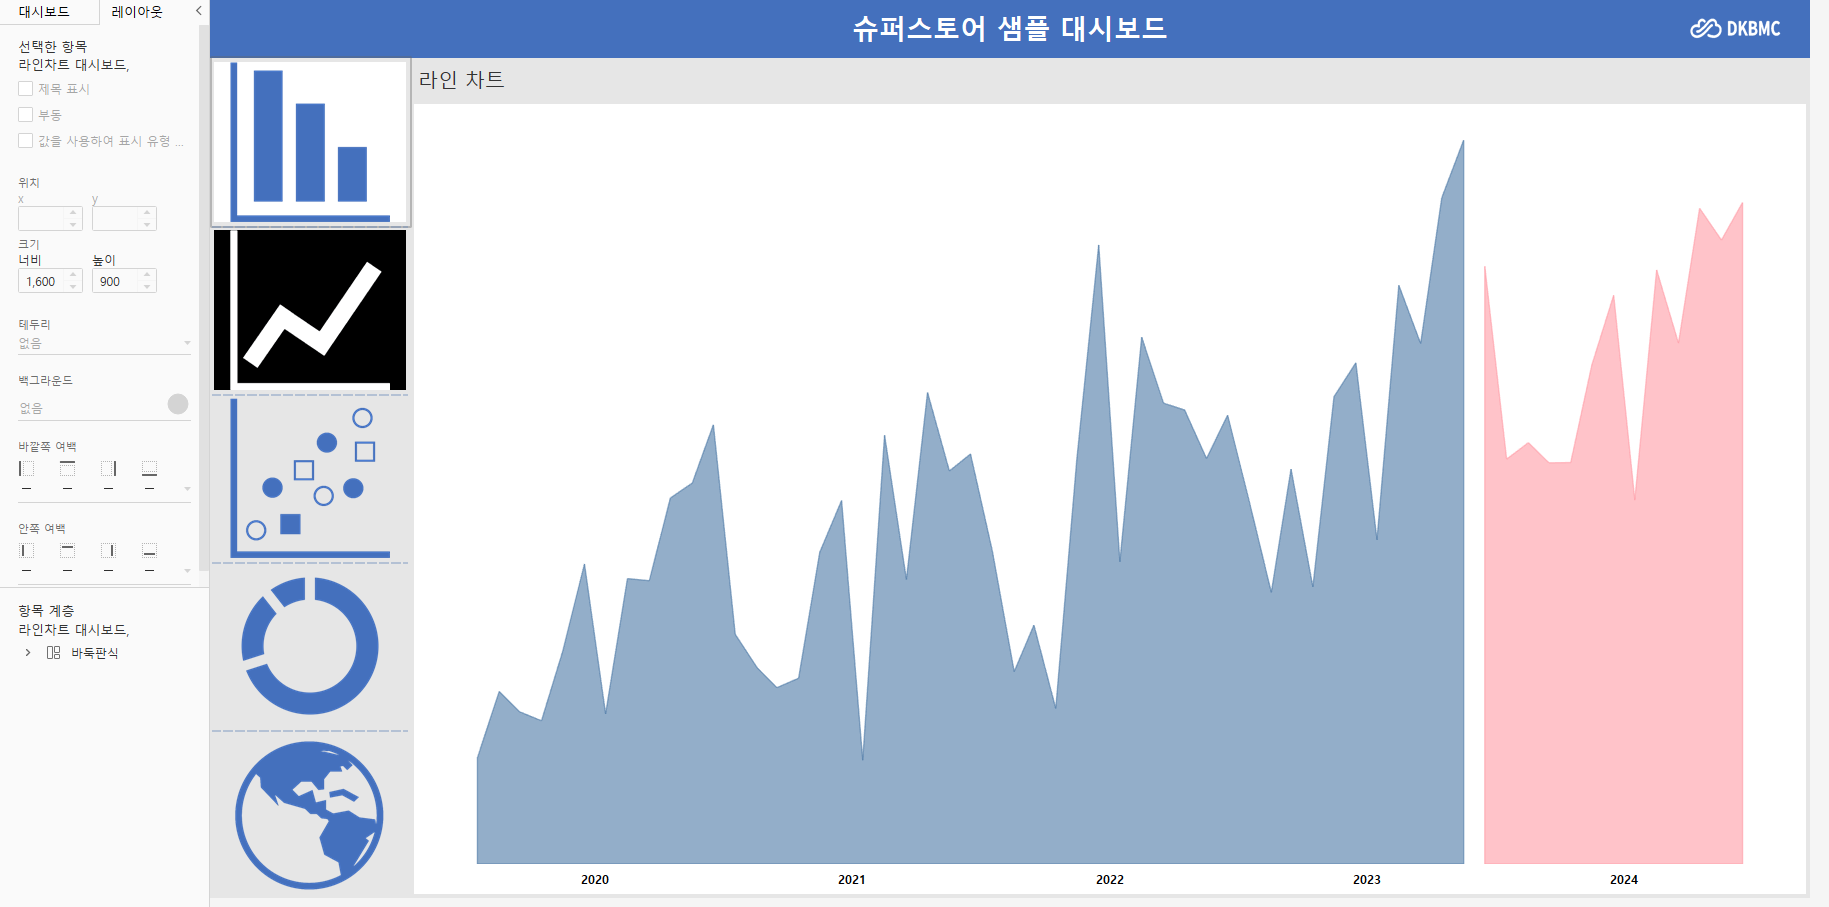 대시보드
레이아웃
선택한 항목
라인차트 대시보드,
제목 표시
부동
값을 사용하여 표시 유형 ...
위치
x y
크기
너비 높이
1,600 900
테두리
없음
백그라운드
없음
바깥쪽 여백
안쪽 여백
항목 계층
라인차트 대시보드,
바둑판식
슈퍼스토어 샘플 대시보드
DKBMC
라인 차트
2020 2021 2022 2023 2024